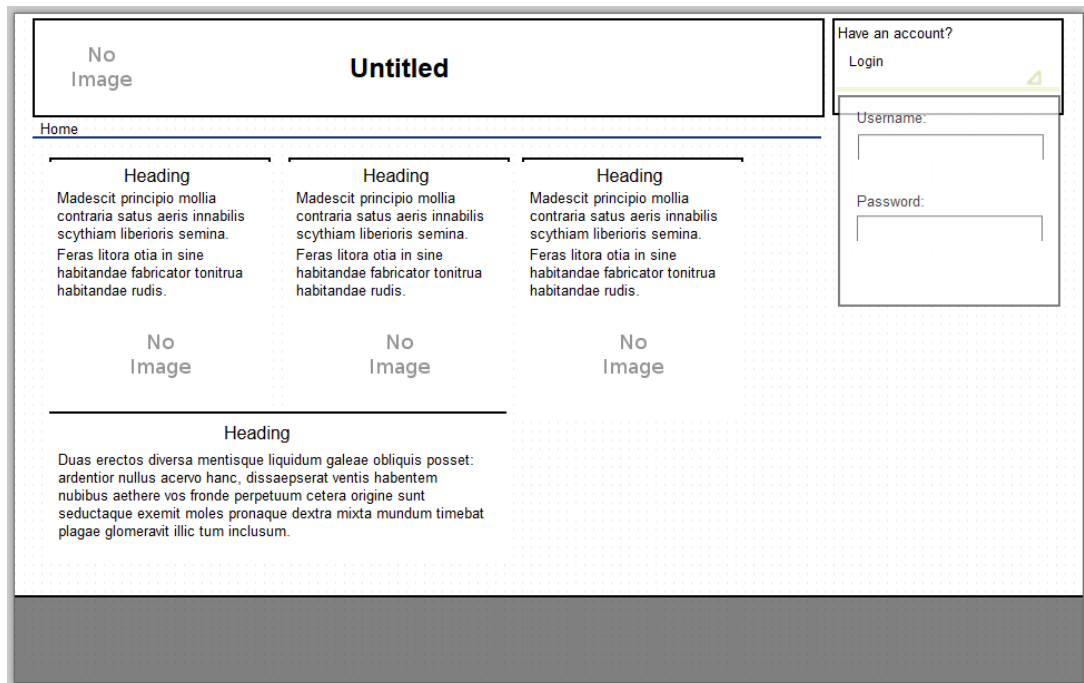 No
Image
Untitled
Have an account?
Login
Home
Username:
Password:
Heading
Madescit principio mollia
contraria satus aeris innabilis
scythiam liberioris semina.
Feras litora otia in sine
habitandae fabricator tonitrua
habitandae rudis.
No
Image
Heading
Madescit principio mollia
contraria satus aeris innabilis
scythiam liberioris semina.
Feras litora otia in sine
habitandae fabricator tonitrua
habitandae rudis.
No
Image
Heading
Madescit principio mollia
contraria satus aeris innabilis
scythiam liberioris semina.
Feras litora otia in sine
habitandae fabricator tonitrua
habitandae rudis.
No
Image
Heading
Duas erectos diversa mentisque liquidum galeae obliquis posset:
ardentior nullus acervo hanc, dissaepserat ventis habentem
nubibus aethere vos fronde perpetuum cetera origine sunt
seductaque exemit moles pronaque dextra mixta mundum timebat
plagae glomeravit illic tum inclusum.